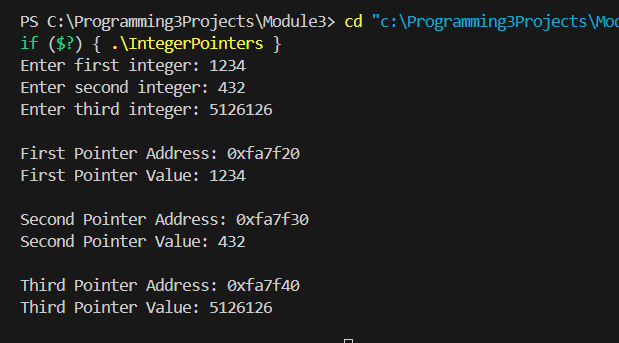 PS C:\Programming3Projects\Module3> cd "c:\Programming3Projects\Mod
if ($?) { .\IntegerPointers }
Enter first integer: 1234
Enter second integer: 432
Enter third integer: 5126126
First Pointer Address: 0xfa7f20
First Pointer Value: 1234
Second Pointer Address: 0xfa7f30
Second Pointer Value: 432
Third Pointer Address: 0xfa7f40
Third Pointer Value: 5126126